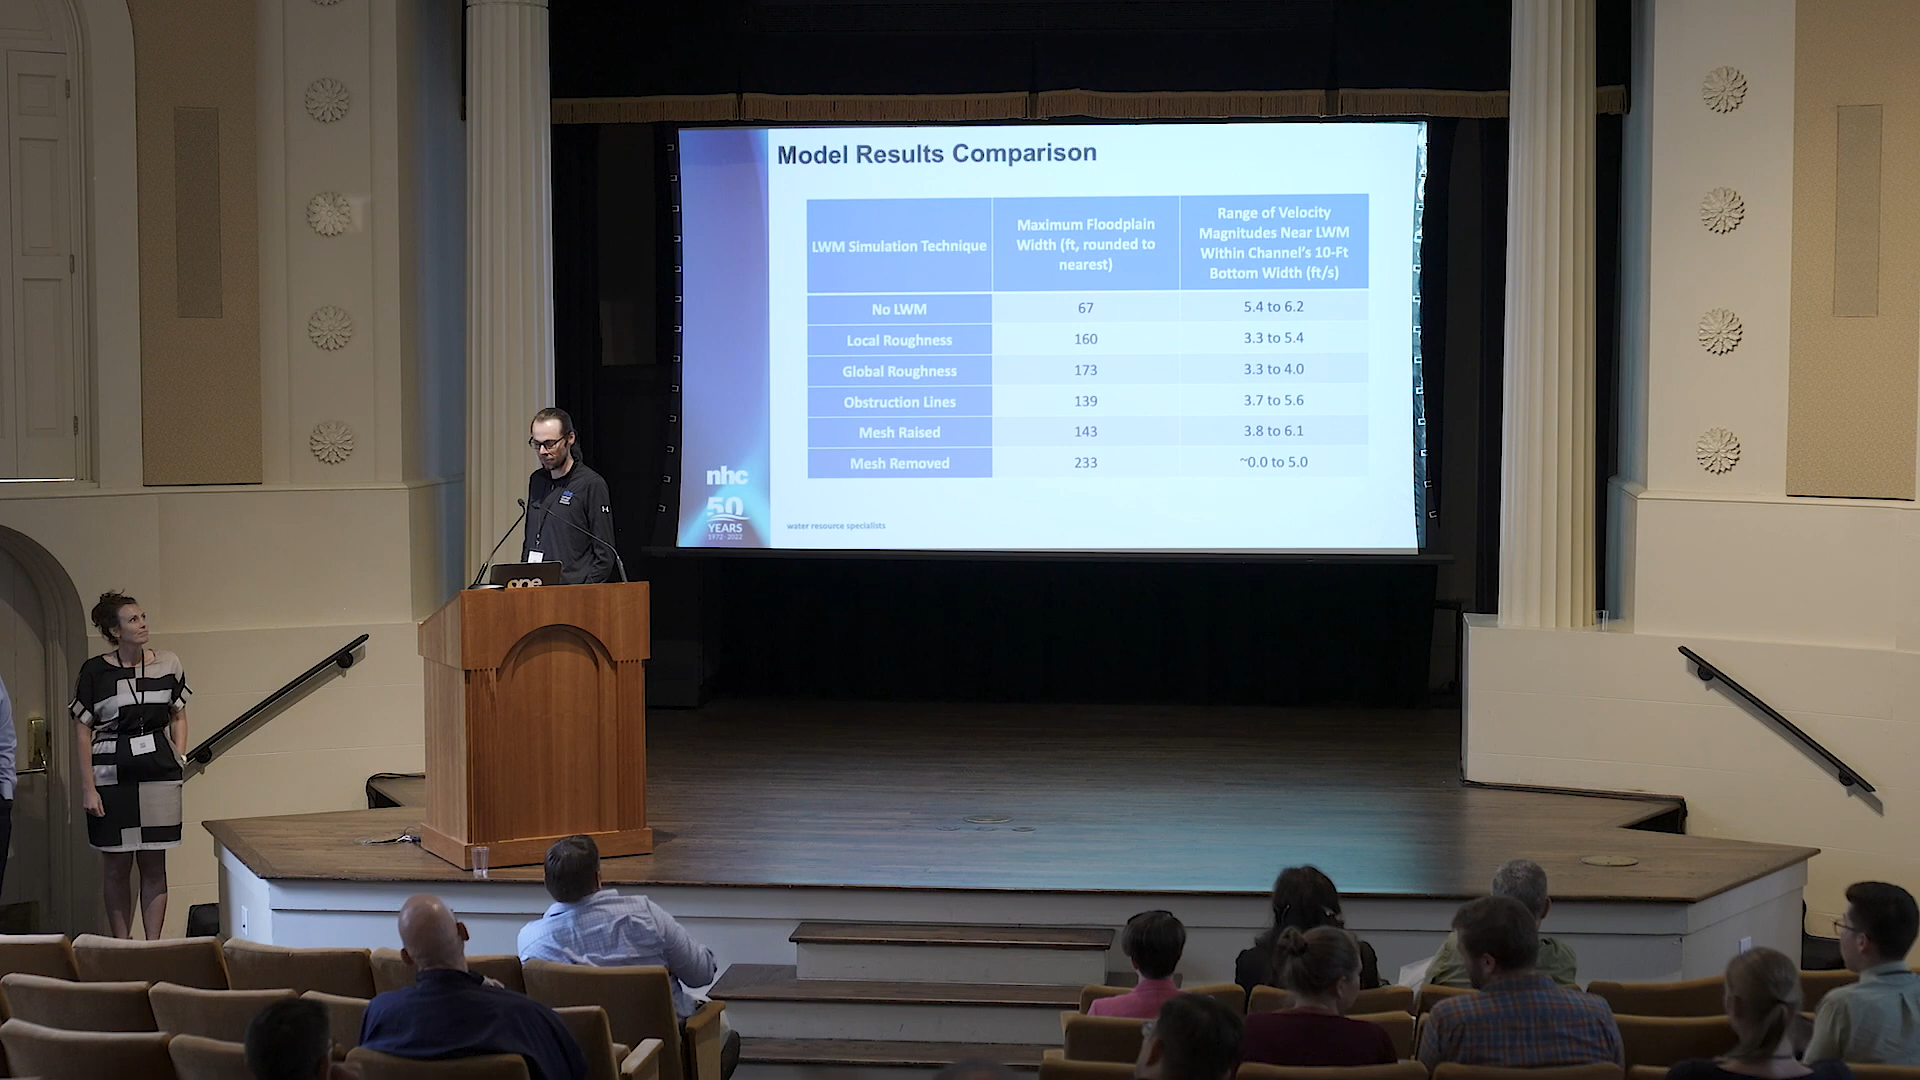 Model Results Comparison
LWM Simulation Technique
Maximum Floodplain
Width (ft, rounded to
nearest)
Range of Velocity
Magnitudes Near LWM
Within Channel's 10-Ft
Bottom Width (ft/s)
No LWM 67 5.4 to 6.2
Local Roughness 160 3.3 to 5.4
Global Roughness 173 3.3 to 4.0
Obstruction Lines 139 3.7 to 5.6
Mesh Raised 143 3.8 to 6.1
Mesh Removed 233 ~0.0 to 5.0
nhc
50
YEARS
1972-2022
water resource specialists